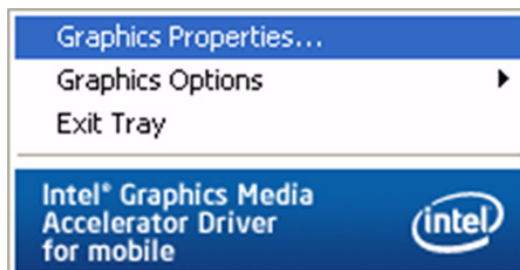 Graphics Properties...
Graphics Options
Exit Tray
Intel® Graphics Media
Accelerator Driver
for mobile
intel